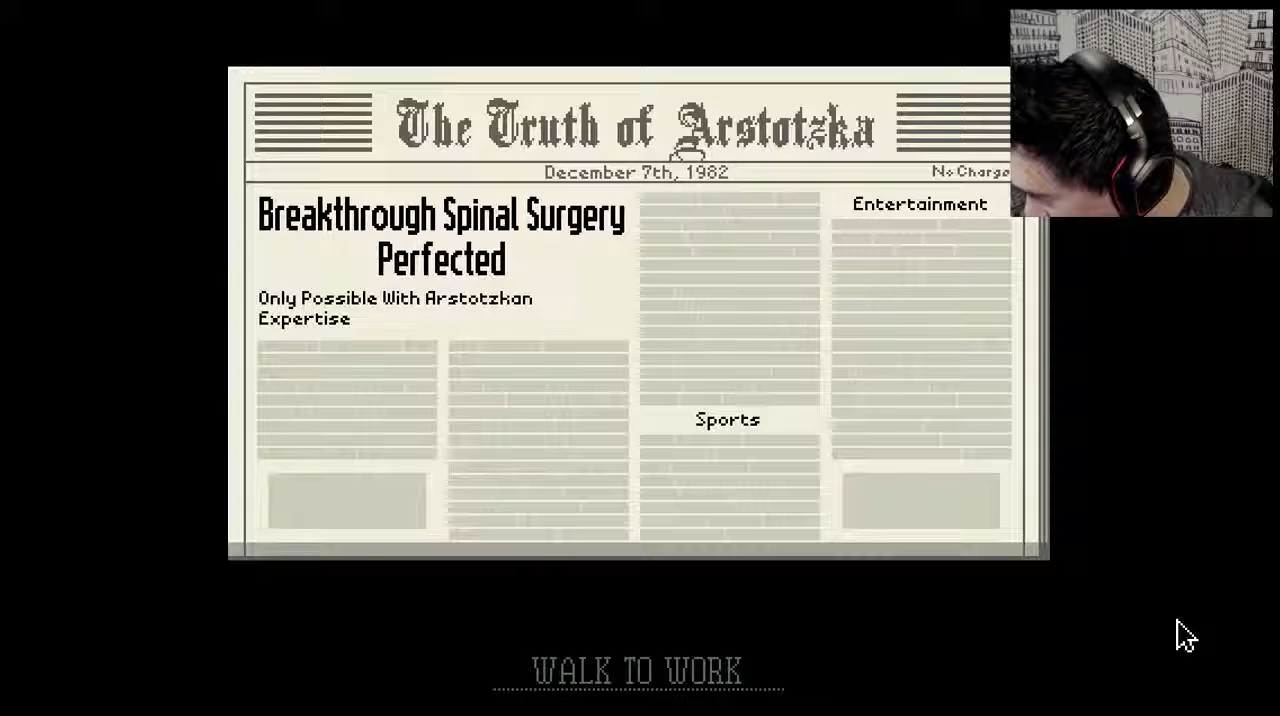 The Truth of Arstotzka
December 7th, 1982
No Charge
Breakthrough Spinal Surgery
Perfected
Only Possible With Arstotzkan
Expertise
Entertainment
Sports
WALK TO WORK